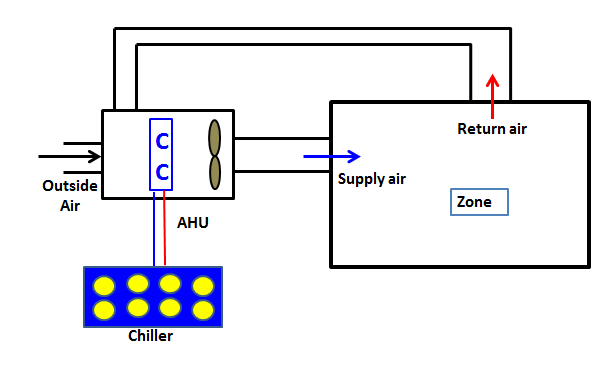 Return air
C
C
Outside
Air
Supply air
Zone
AHU
Chiller